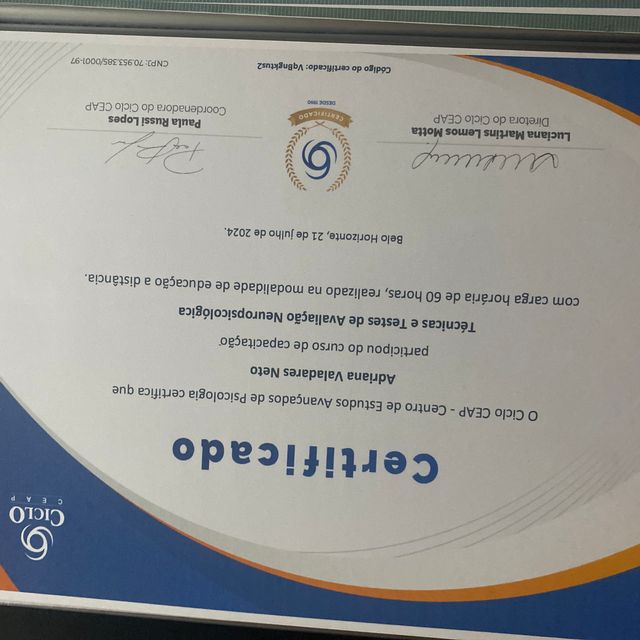 CICLO
CEAP
Certificado
O Ciclo CEAP - Centro de Estudos Avançados de Psicologia certifica que
Adriana Valadares Neto
participou do curso de capacitação
Técnicas e Testes de Avaliação Neuropsicológica
com carga horária de 60 horas, realizado na modalidade de educação a distância.
Belo Horizonte, 21 de julho de 2024.
Luciana Martins Lemos Motta
Diretora do Ciclo CEAP
CERTIFICADO
DESDE 1990
Paula Russi Lopes
Coordenadora do Ciclo CEAP
Código do certificado: Vq8ngktus2
CNPJ: 70.953.385/0001-97